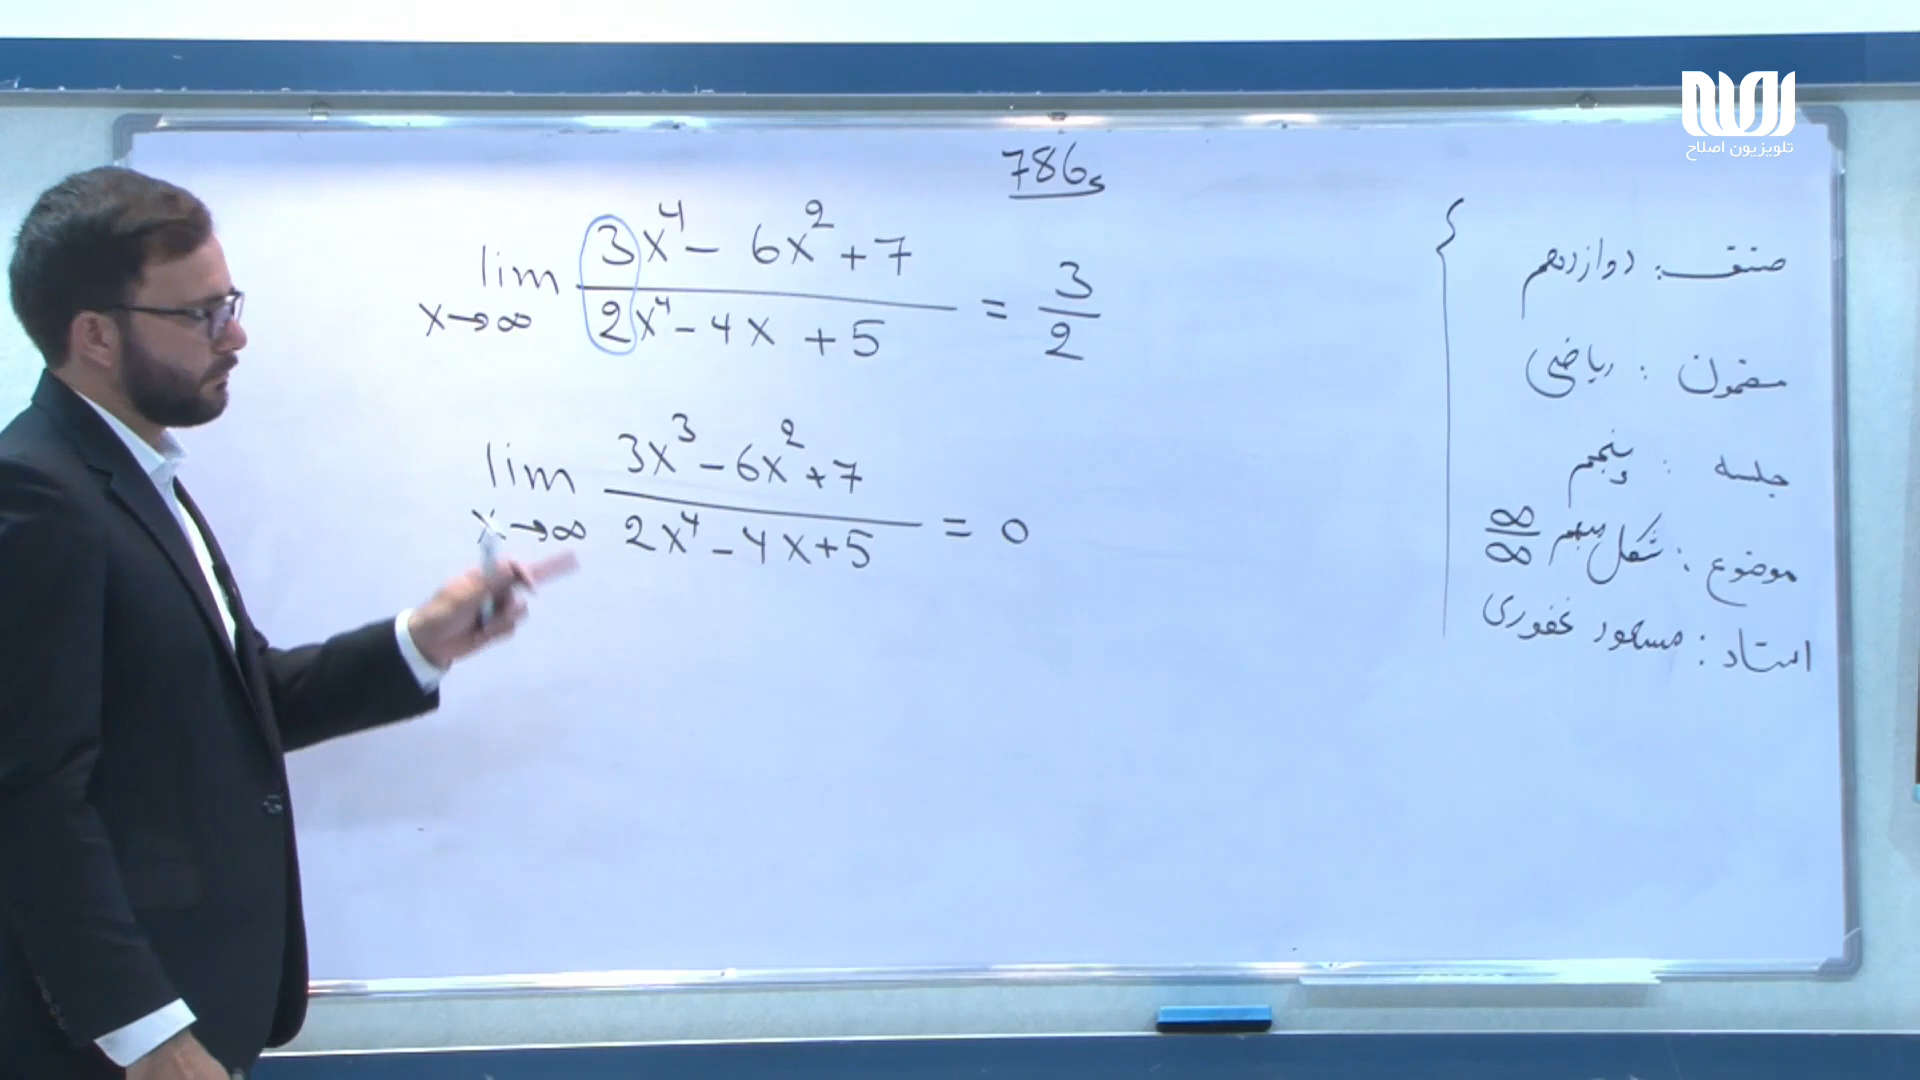 تلویزیون اصلاح
786
lim x→∞ (3x⁴ - 6x² + 7)/(2x⁴ - 4x + 5) = 3/2
lim x→∞ (3x³ - 6x² + 7)/(2x⁴ - 4x + 5) = 0
صنف: دوازدهم
مضمون: ریاضی
جلسه: پنجم
موضوع: شکل مبهم ∞/∞
استاد: مسعود غفوری